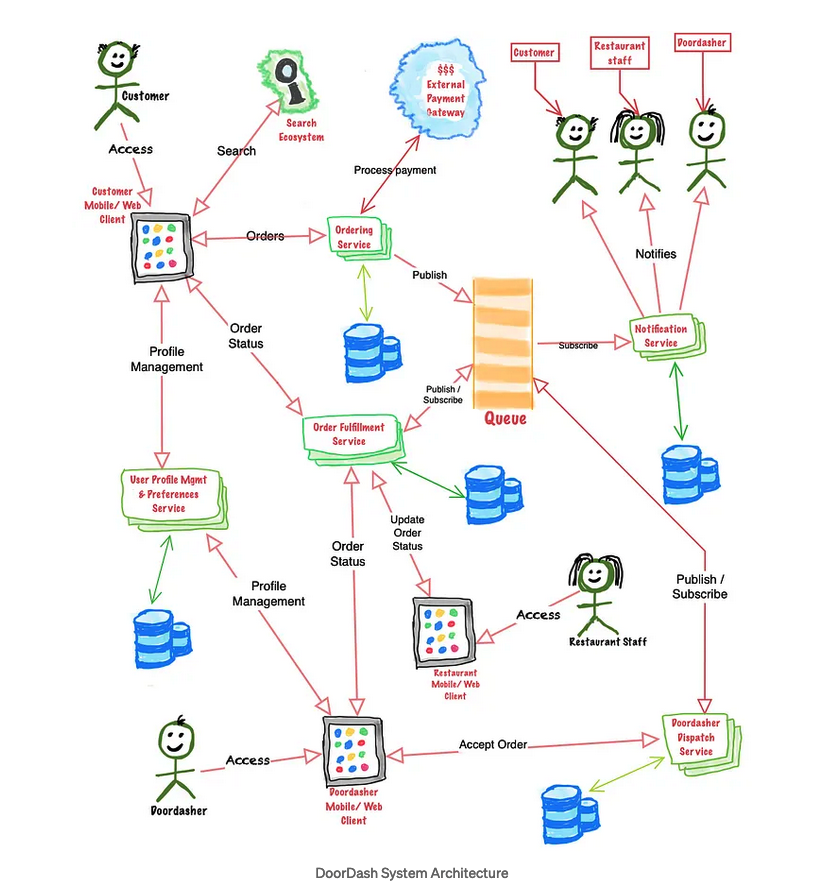 Customer
Access
Search
Search
Ecosystem
$$$
External
Payment
Gateway
Process payment
Customer
Restaurant
staff
Doordasher
Customer
Mobile/ Web
Client
Orders
Ordering
Service
Publish
Notifies
Order
Status
Profile
Management
Subscribe
Notification
Service
Publish /
Subscribe
Queue
Order Fulfillment
Service
User Profile Mgmt
& Preferences
Service
Update
Order
Status
Order
Status
Profile
Management
Publish /
Subscribe
Access
Restaurant Staff
Restaurant
Mobile/ Web
Client
Doordasher
Dispatch
Service
Accept Order
Access
Doordasher
Doordasher
Mobile/ Web
Client
DoorDash System Architecture